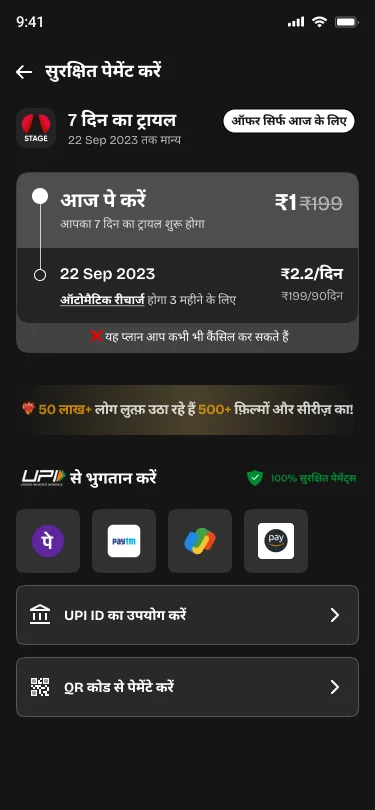 9:41
सुरक्षित पेमेंट करें
STAGE
7 दिन का ट्रायल
22 Sep 2023 तक मान्य
ऑफर सिर्फ आज के लिए
आज पे करें
₹1 ₹199
आपका 7 दिन का ट्रायल शुरू होगा
22 Sep 2023
₹2.2/दिन
ऑटोमैटिक रीचार्ज होगा 3 महीने के लिए
₹199/90दिन
यह प्लान आप कभी भी कैंसिल कर सकते हैं
50 लाख+ लोग लुत्फ़ उठा रहे हैं 500+ फ़िल्मों और सीरीज़ का!
UPI से भुगतान करें
100% सुरक्षित पेमेंट्स
पे
paytm
pay
UPI ID का उपयोग करें
QR कोड से पेमेंटे करें